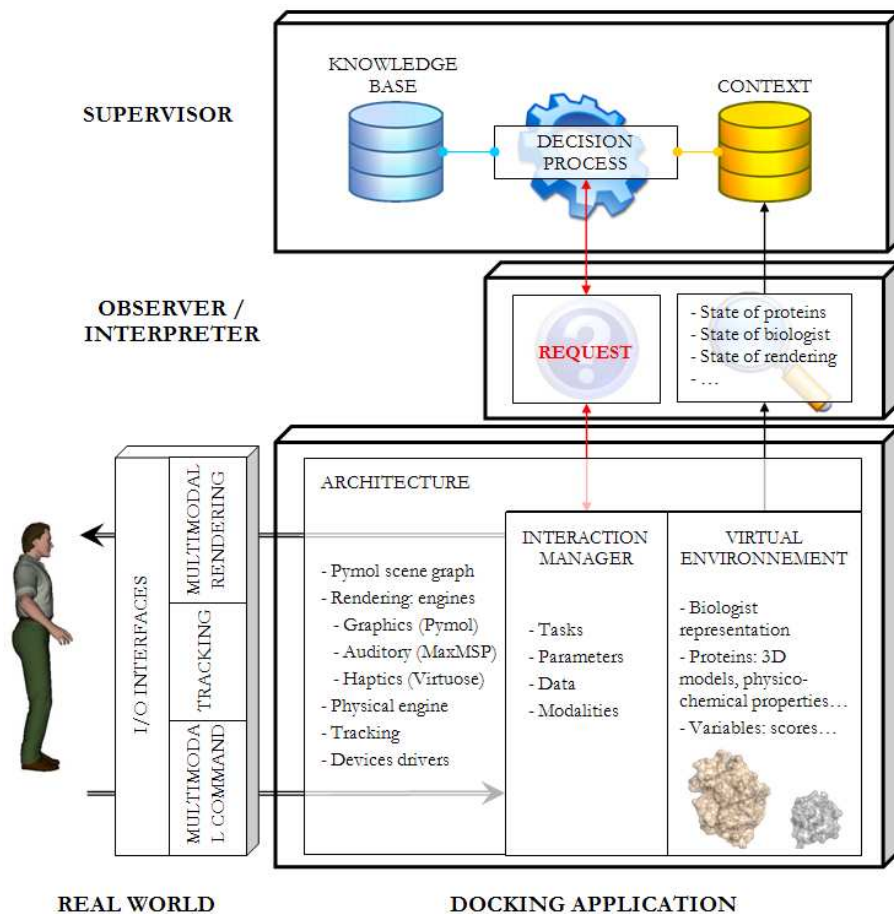 KNOWLEDGE
BASE
CONTEXT
SUPERVISOR
DECISION
PROCESS
OBSERVER /
INTERPRETER
REQUEST
- State of proteins
- State of biologist
- State of rendering
- ...
I/O INTERFACES
MULTIMODAL
RENDERING
TRACKING
MULTIMODA
L COMMAND
ARCHITECTURE
- Pymol scene graph
- Rendering: engines
- Graphics (Pymol)
- Auditory (MaxMSP)
- Haptics (Virtuose)
- Physical engine
- Tracking
- Devices drivers
INTERACTION
MANAGER
- Tasks
- Parameters
- Data
- Modalities
VIRTUAL
ENVIRONNEMENT
- Biologist
representation
- Proteins: 3D
models, physico-
chemical properties...
- Variables: scores...
REAL WORLD
DOCKING APPLICATION